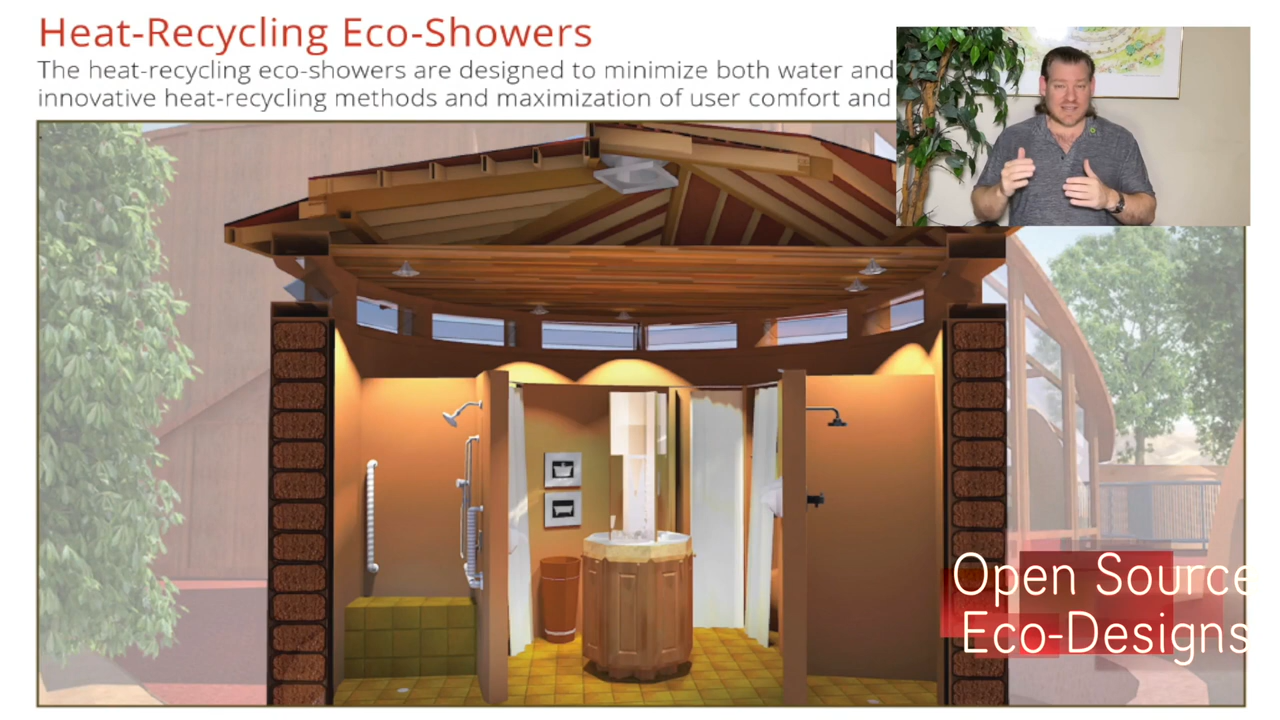 Heat-Recycling Eco-Showers
The heat-recycling eco-showers are designed to minimize both water and
innovative heat-recycling methods and maximization of user comfort and
Open Source
Eco-Designs